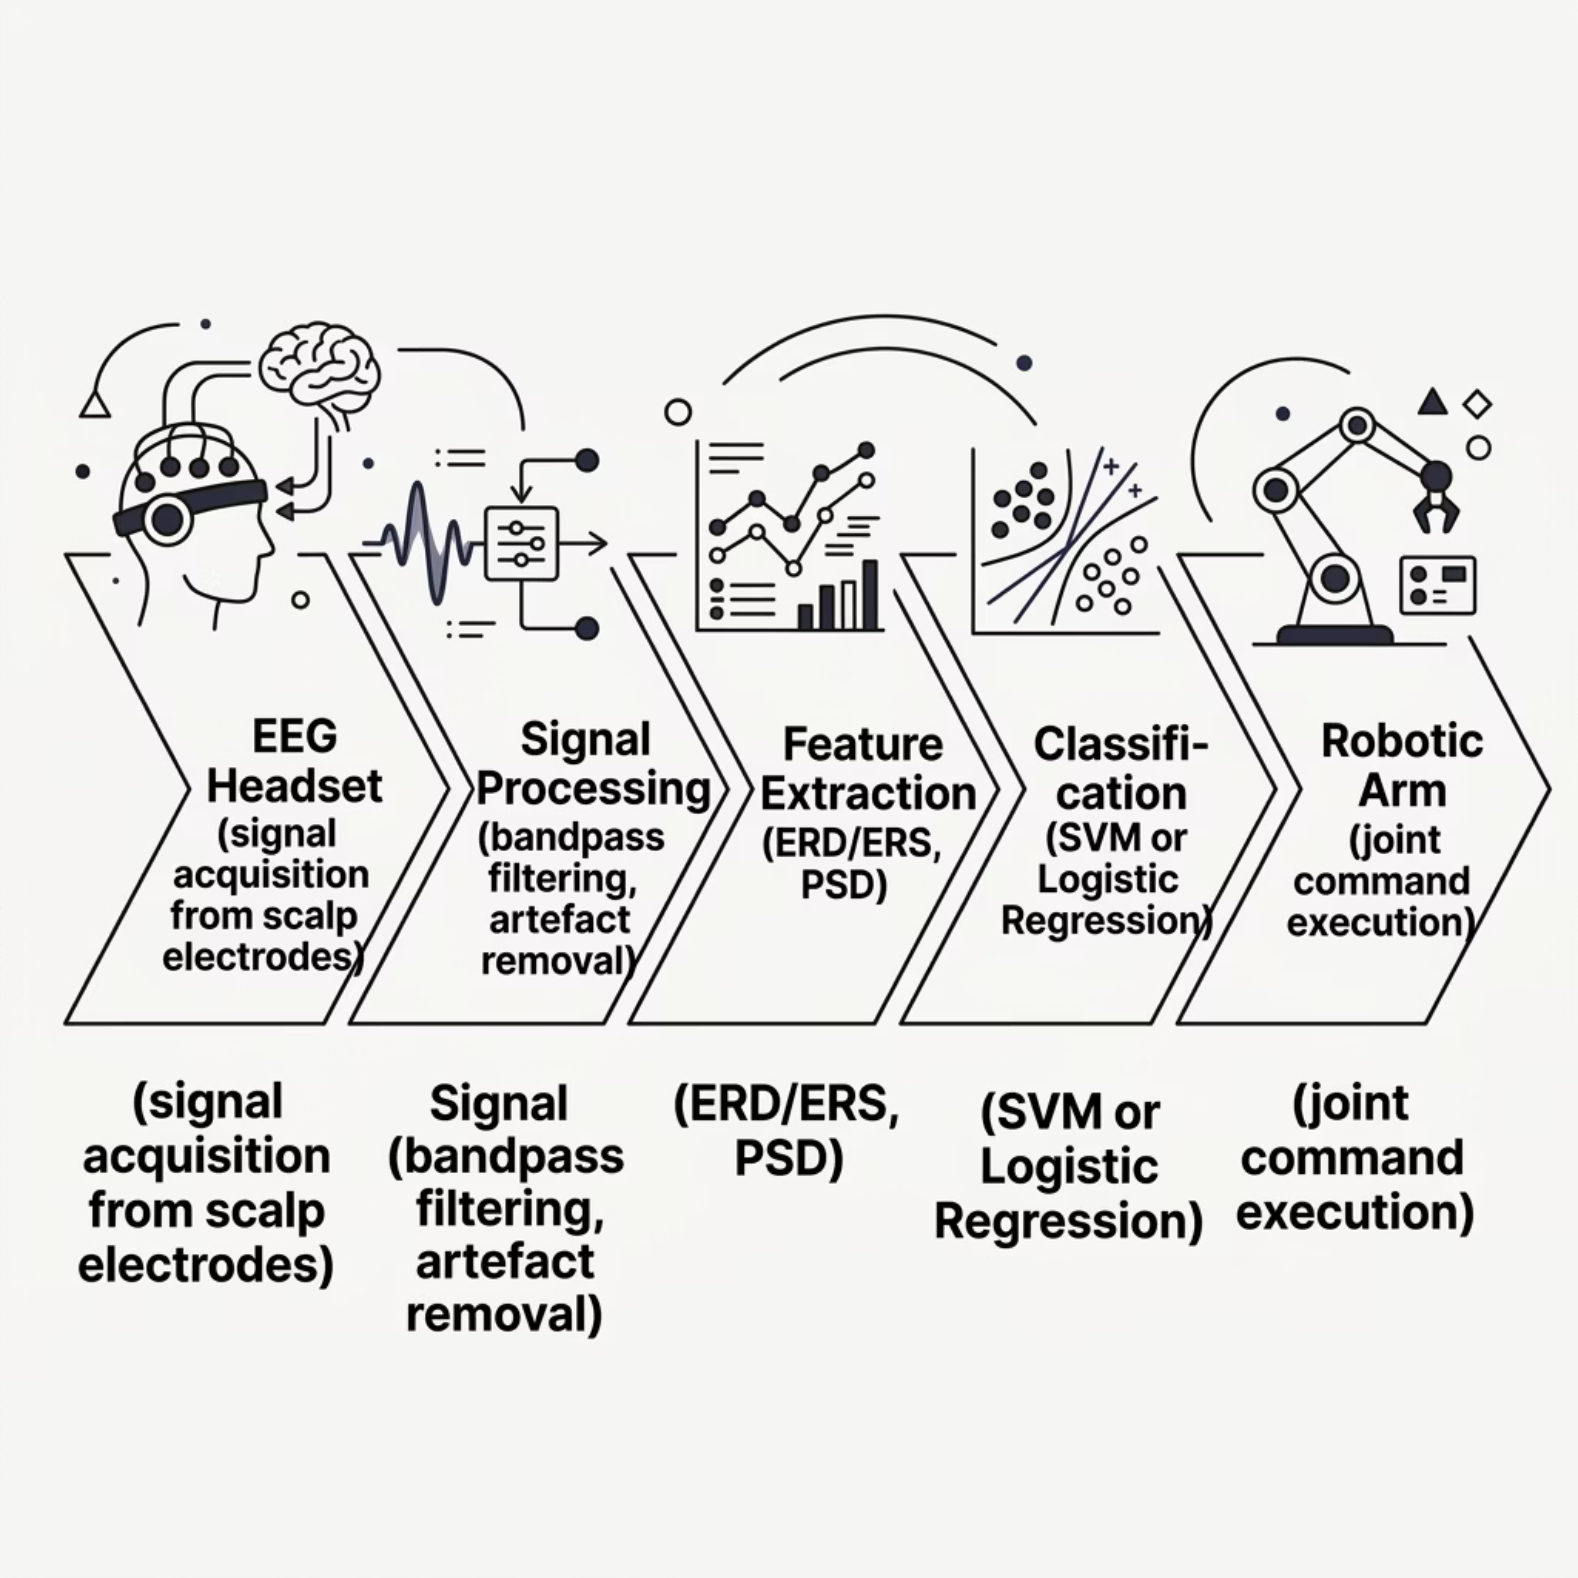 EEG
Headset
(signal
acquisition
from scalp
electrodes)
Signal
Processing
(bandpass
filtering,
artefact
removal)
Feature
Extraction
(ERD/ERS,
PSD)
Classifi-
cation
(SVM or
Logistic
Regression)
Robotic
Arm
(joint
command
execution)
(signal
acquisition
from scalp
electrodes)
Signal
(bandpass
filtering,
artefact
removal)
(ERD/ERS,
PSD)
(SVM or
Logistic
Regression)
(joint
command
execution)